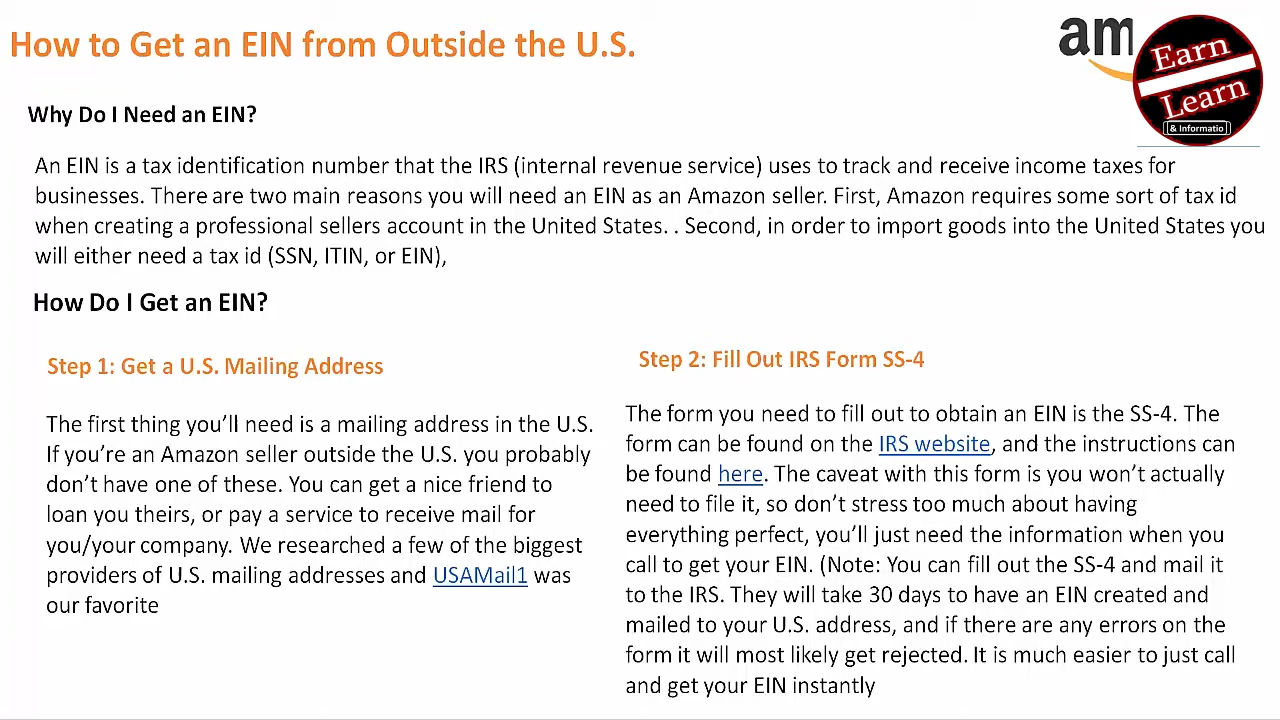 How to Get an EIN from Outside the U.S.
am
Earn
Learn
& Informatio
Why Do I Need an EIN?
An EIN is a tax identification number that the IRS (internal revenue service) uses to track and receive income taxes for
businesses. There are two main reasons you will need an EIN as an Amazon seller. First, Amazon requires some sort of tax id
when creating a professional sellers account in the United States. . Second, in order to import goods into the United States you
will either need a tax id (SSN, ITIN, or EIN),
How Do I Get an EIN?
Step 1: Get a U.S. Mailing Address
The first thing you’ll need is a mailing address in the U.S.
If you’re an Amazon seller outside the U.S. you probably
don’t have one of these. You can get a nice friend to
loan you theirs, or pay a service to receive mail for
you/your company. We researched a few of the biggest
providers of U.S. mailing addresses and USAMail1 was
our favorite
Step 2: Fill Out IRS Form SS-4
The form you need to fill out to obtain an EIN is the SS-4. The
form can be found on the IRS website, and the instructions can
be found here. The caveat with this form is you won’t actually
need to file it, so don’t stress too much about having
everything perfect, you’ll just need the information when you
call to get your EIN. (Note: You can fill out the SS-4 and mail it
to the IRS. They will take 30 days to have an EIN created and
mailed to your U.S. address, and if there are any errors on the
form it will most likely get rejected. It is much easier to just call
and get your EIN instantly